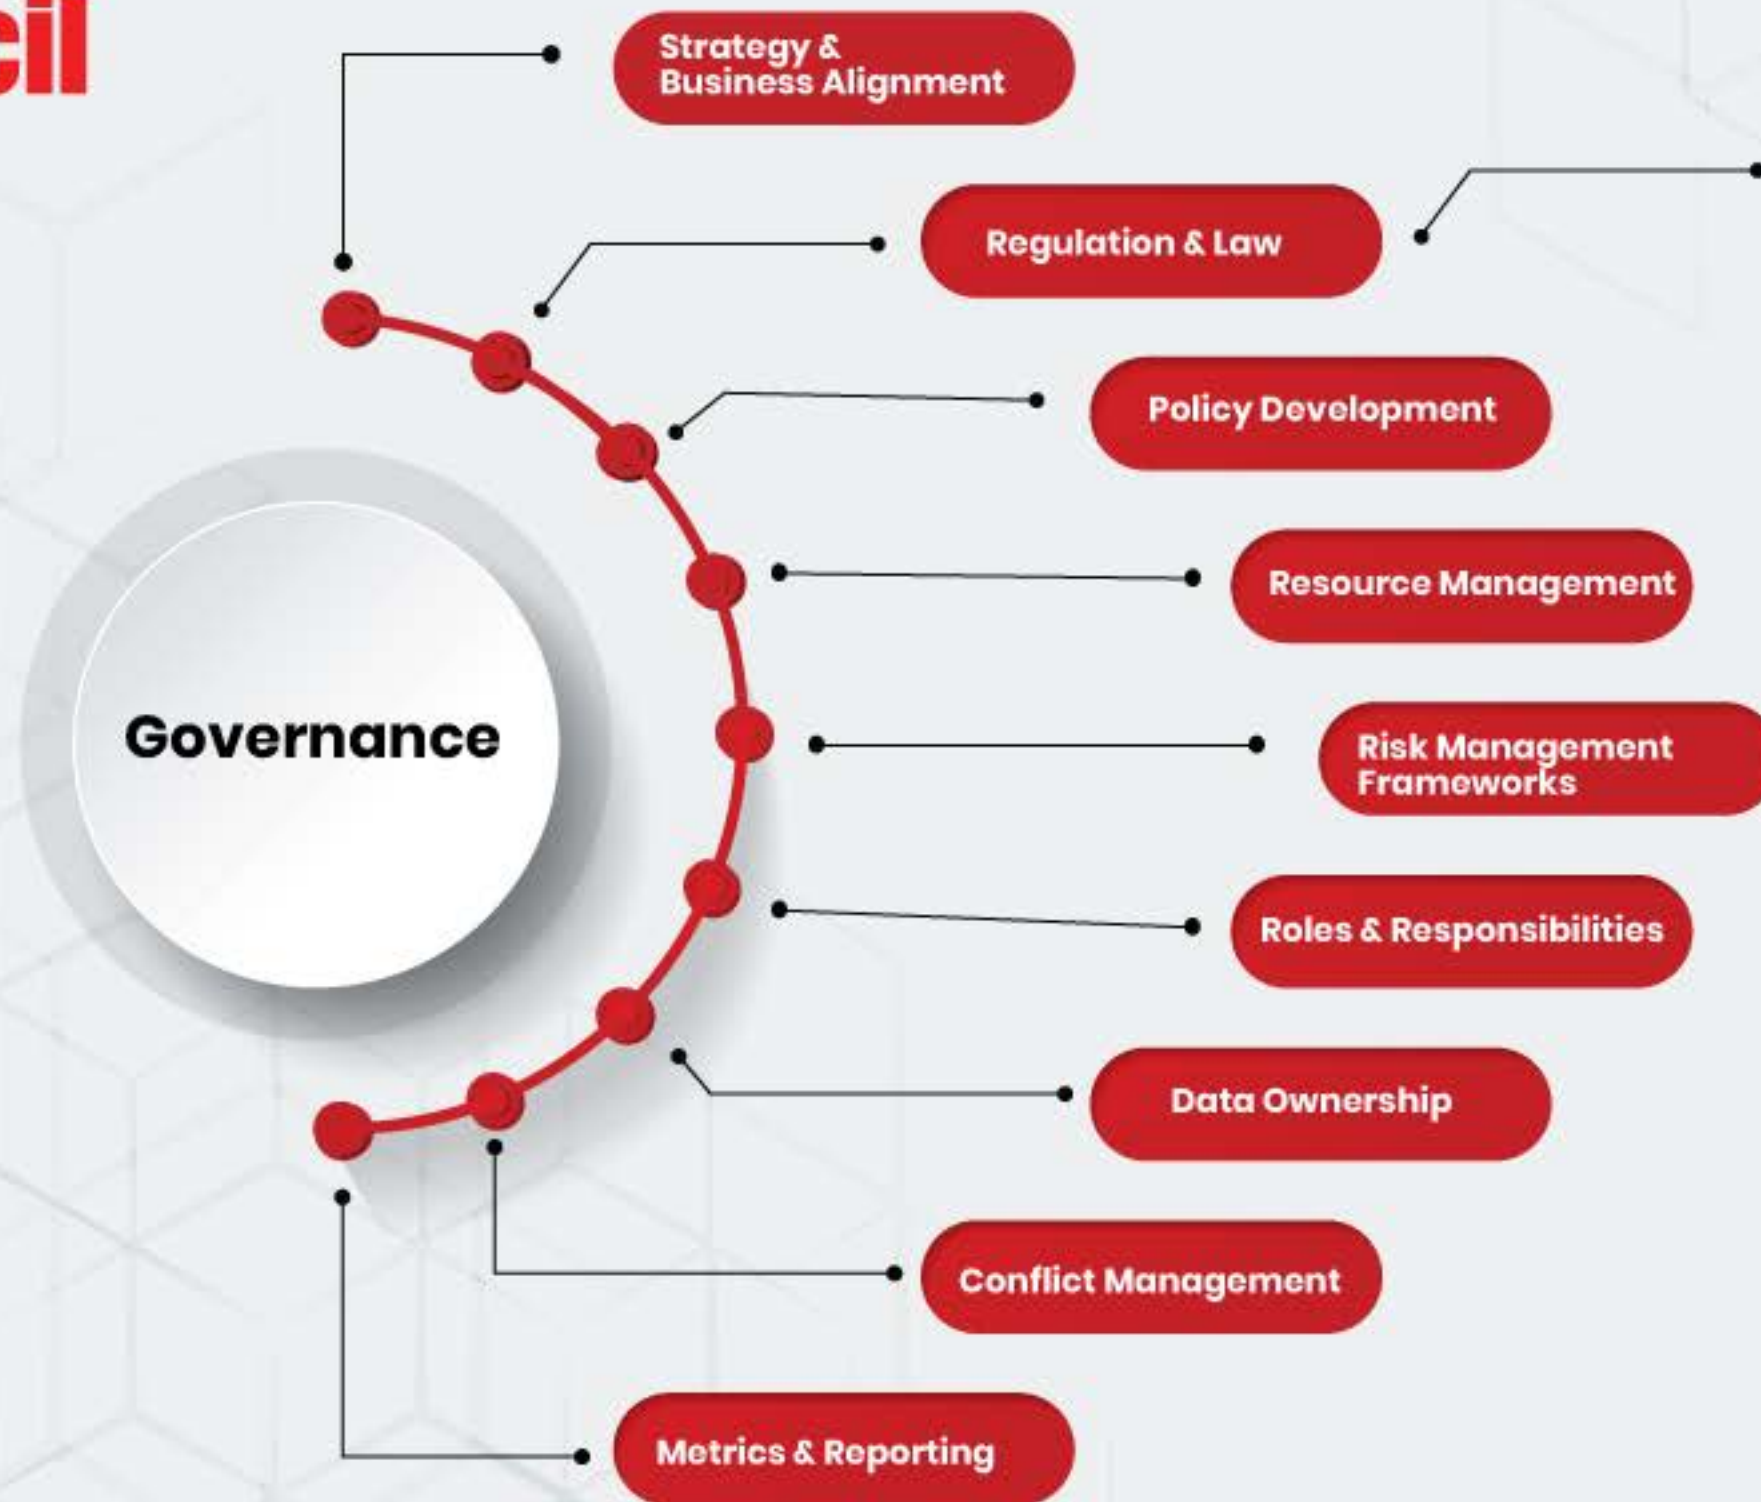 cil
Strategy &
Business Alignment
Regulation & Law
Policy Development
Resource Management
Governance
Risk Management
Frameworks
Roles & Responsibilities
Data Ownership
Conflict Management
Metrics & Reporting